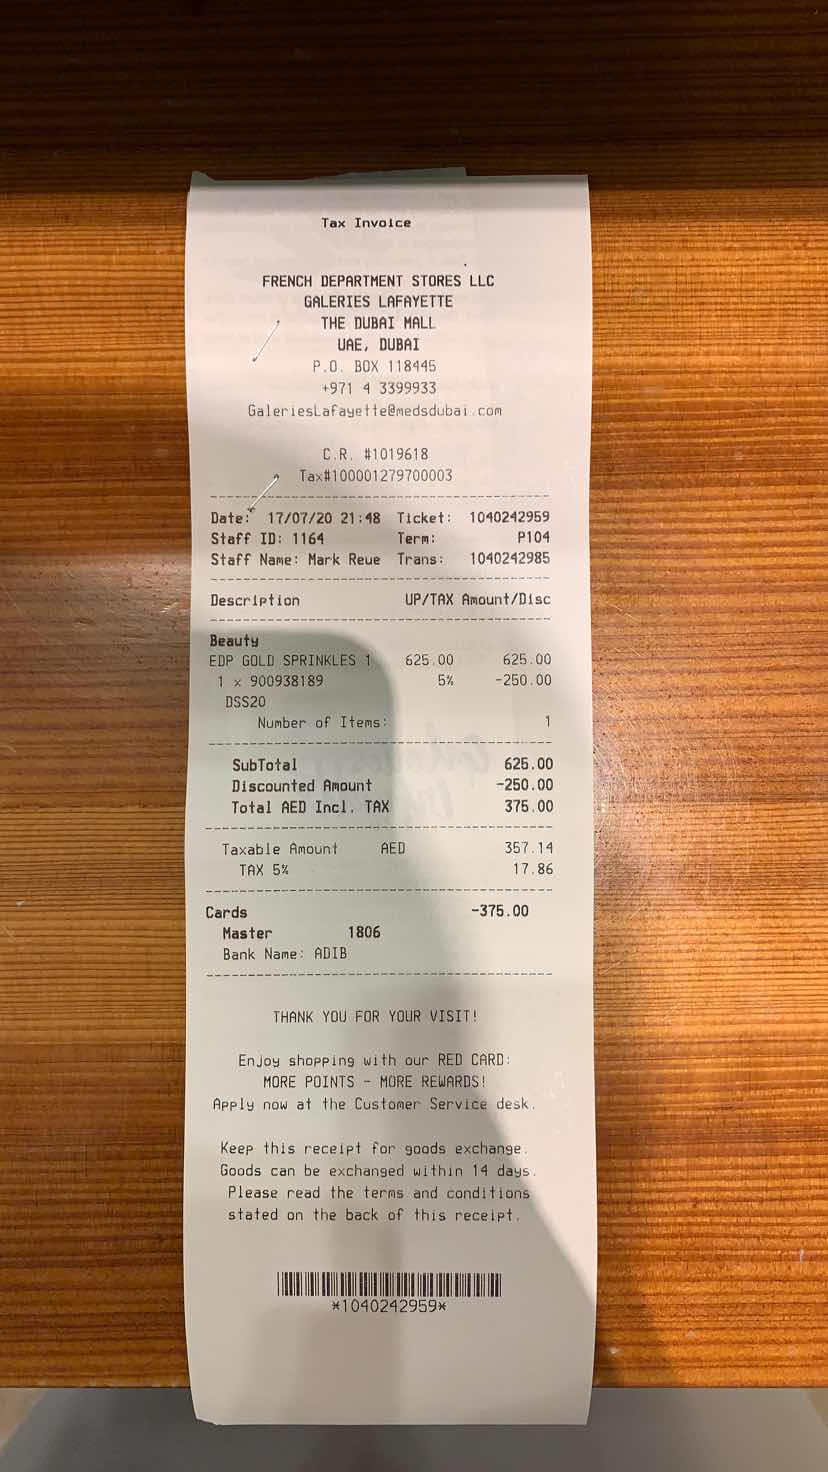 Tax Invoice
FRENCH DEPARTMENT STORES LLC
GALERIES LAFAYETTE
THE DUBAI MALL
UAE, DUBAI
P.O. BOX 118445
+971 4 3399933
GaleriesLafayette@medsdubai.com
C.R. #1019618
Tax#100001279700003
Date: 17/07/20 21:48 Ticket: 1040242959
Staff ID: 1164 Term: P104
Staff Name: Mark Reue Trans: 1040242985
Description UP/TAX Amount/Disc
Beauty
EDP GOLD SPRINKLES 1 625.00 625.00
1 x 900938189 5% -250.00
DSS20
Number of Items: 1
SubTotal 625.00
Discounted Amount -250.00
Total AED Incl. TAX 375.00
Taxable Amount AED 357.14
TAX 5% 17.86
Cards -375.00
Master 1806
Bank Name: ADIB
THANK YOU FOR YOUR VISIT!
Enjoy shopping with our RED CARD:
MORE POINTS - MORE REWARDS!
Apply now at the Customer Service desk.
Keep this receipt for goods exchange.
Goods can be exchanged within 14 days.
Please read the terms and conditions
stated on the back of this receipt.
*1040242959*